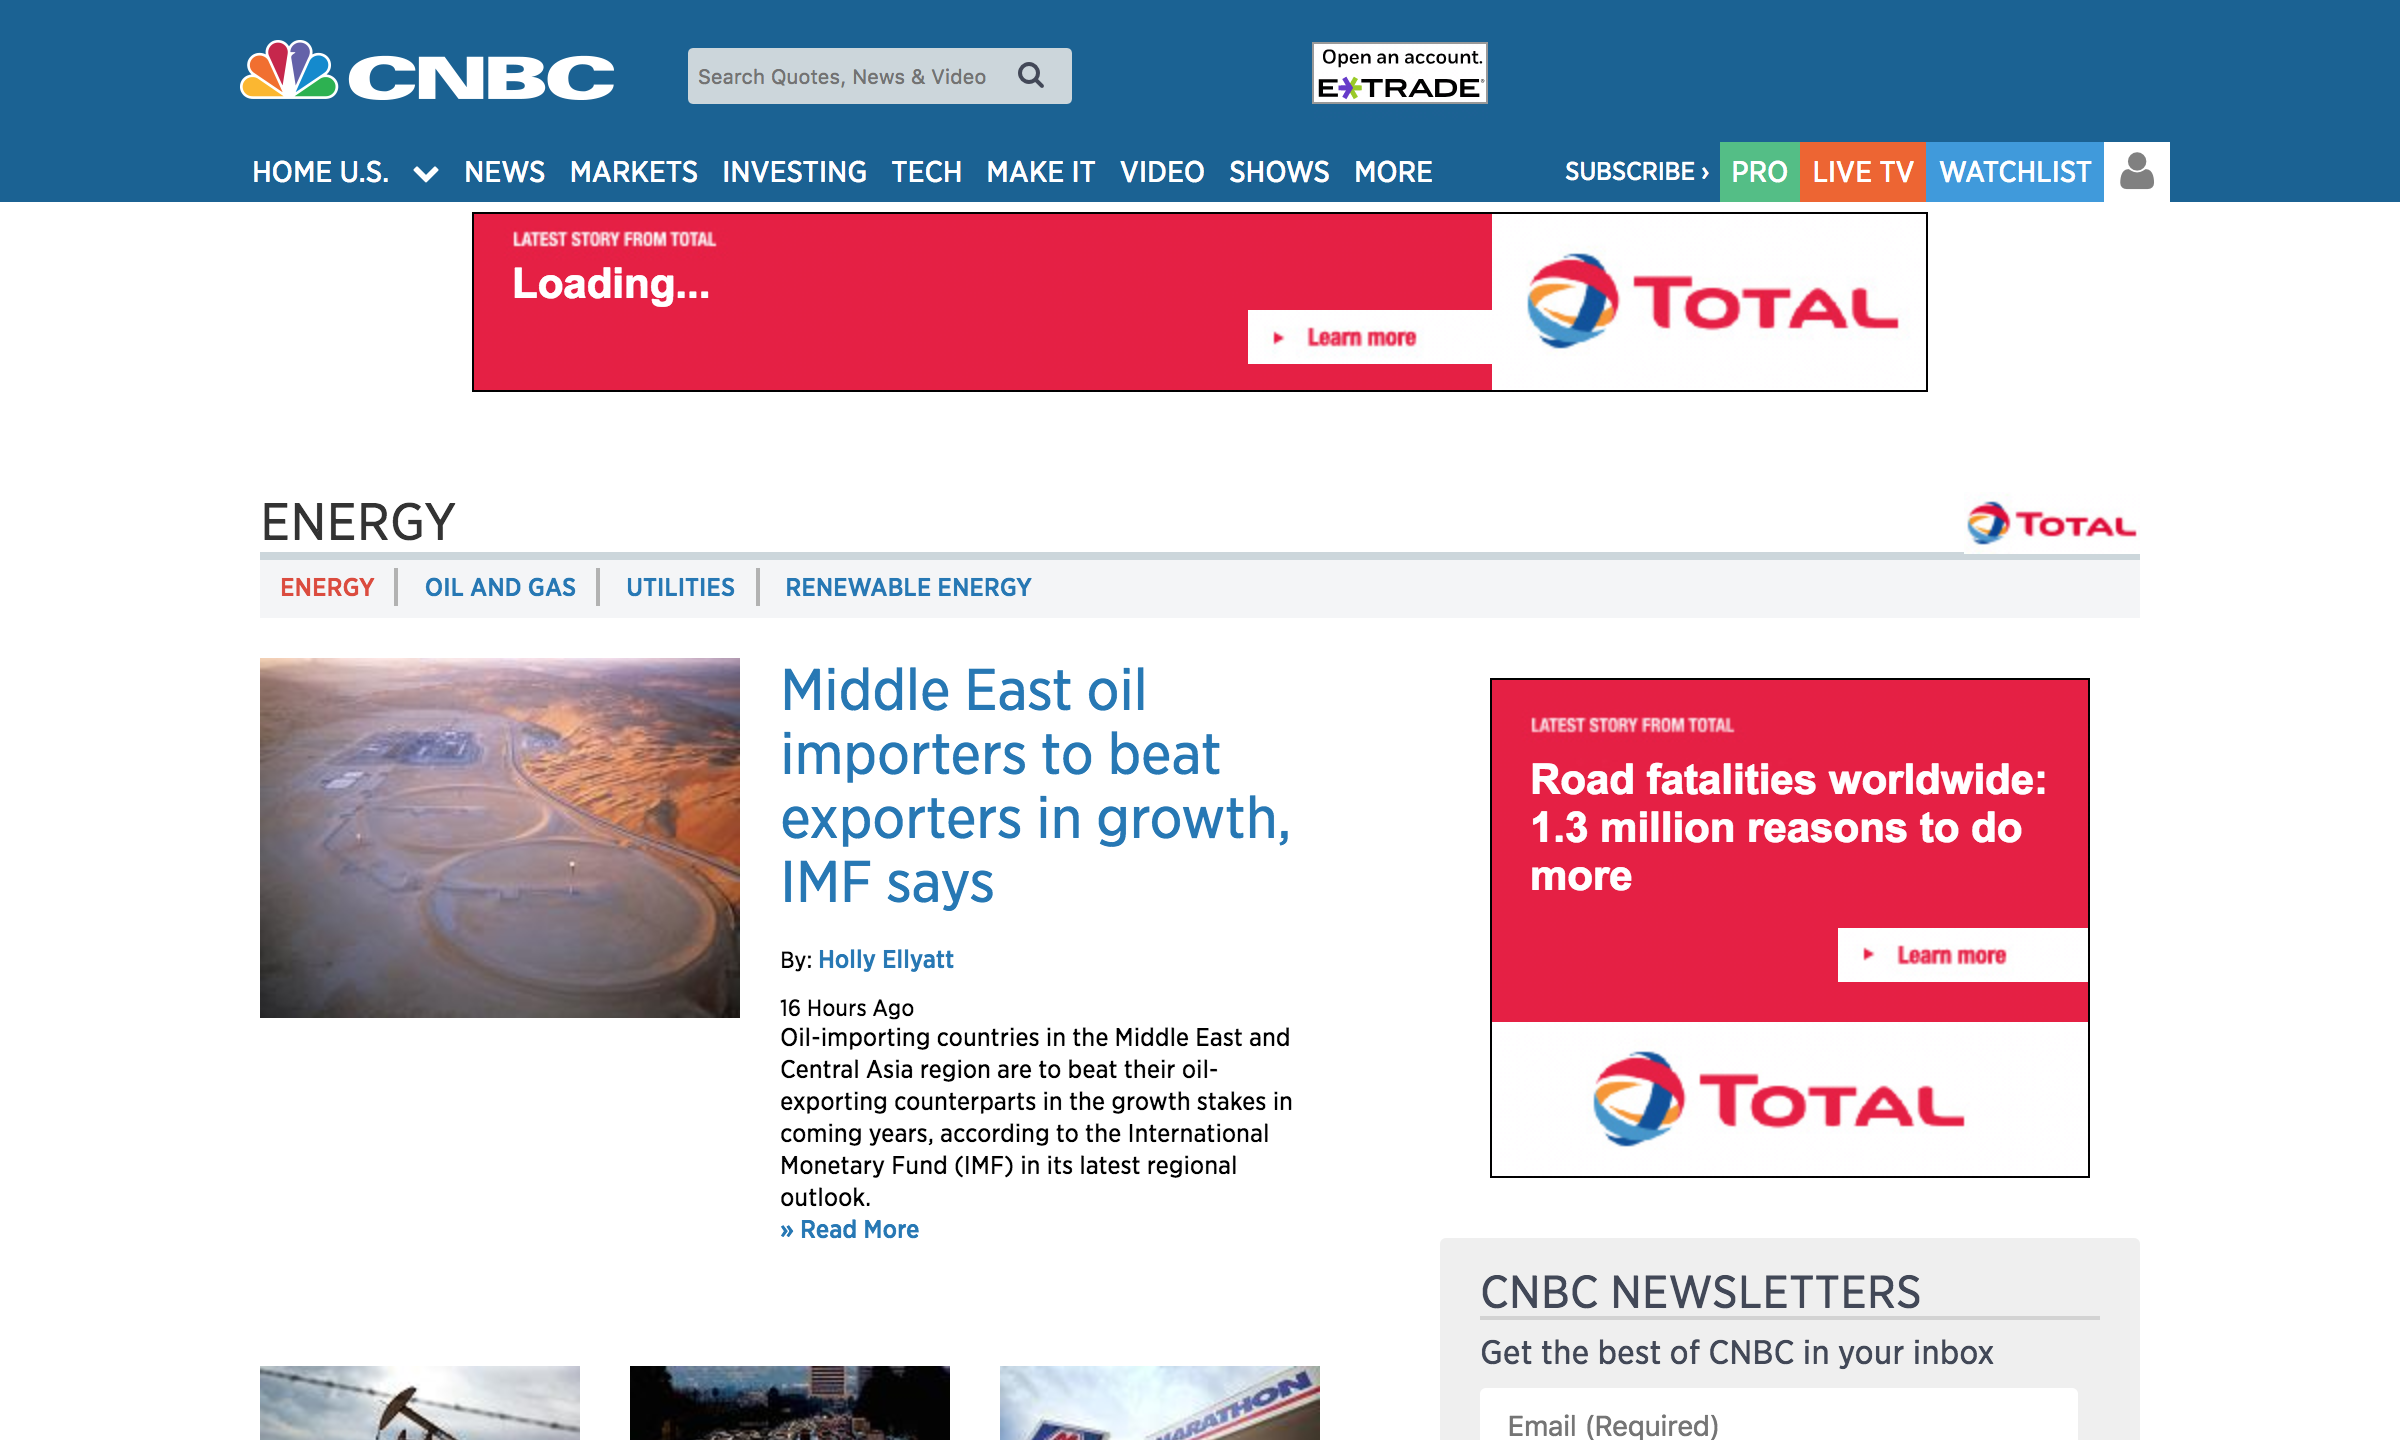 CNBC
Search Quotes, News & Video
Open an account.
E*TRADE
HOME U.S. NEWS MARKETS INVESTING TECH MAKE IT VIDEO SHOWS MORE
SUBSCRIBE › PRO LIVE TV WATCHLIST
LATEST STORY FROM TOTAL
Loading...
Learn more
TOTAL
ENERGY
TOTAL
ENERGY OIL AND GAS UTILITIES RENEWABLE ENERGY
Middle East oil
importers to beat
exporters in growth,
IMF says
By: Holly Ellyatt
16 Hours Ago
Oil-importing countries in the Middle East and
Central Asia region are to beat their oil-
exporting counterparts in the growth stakes in
coming years, according to the International
Monetary Fund (IMF) in its latest regional
outlook.
» Read More
LATEST STORY FROM TOTAL
Road fatalities worldwide:
1.3 million reasons to do
more
Learn more
TOTAL
CNBC NEWSLETTERS
Get the best of CNBC in your inbox
Email (Required)
MARATHON